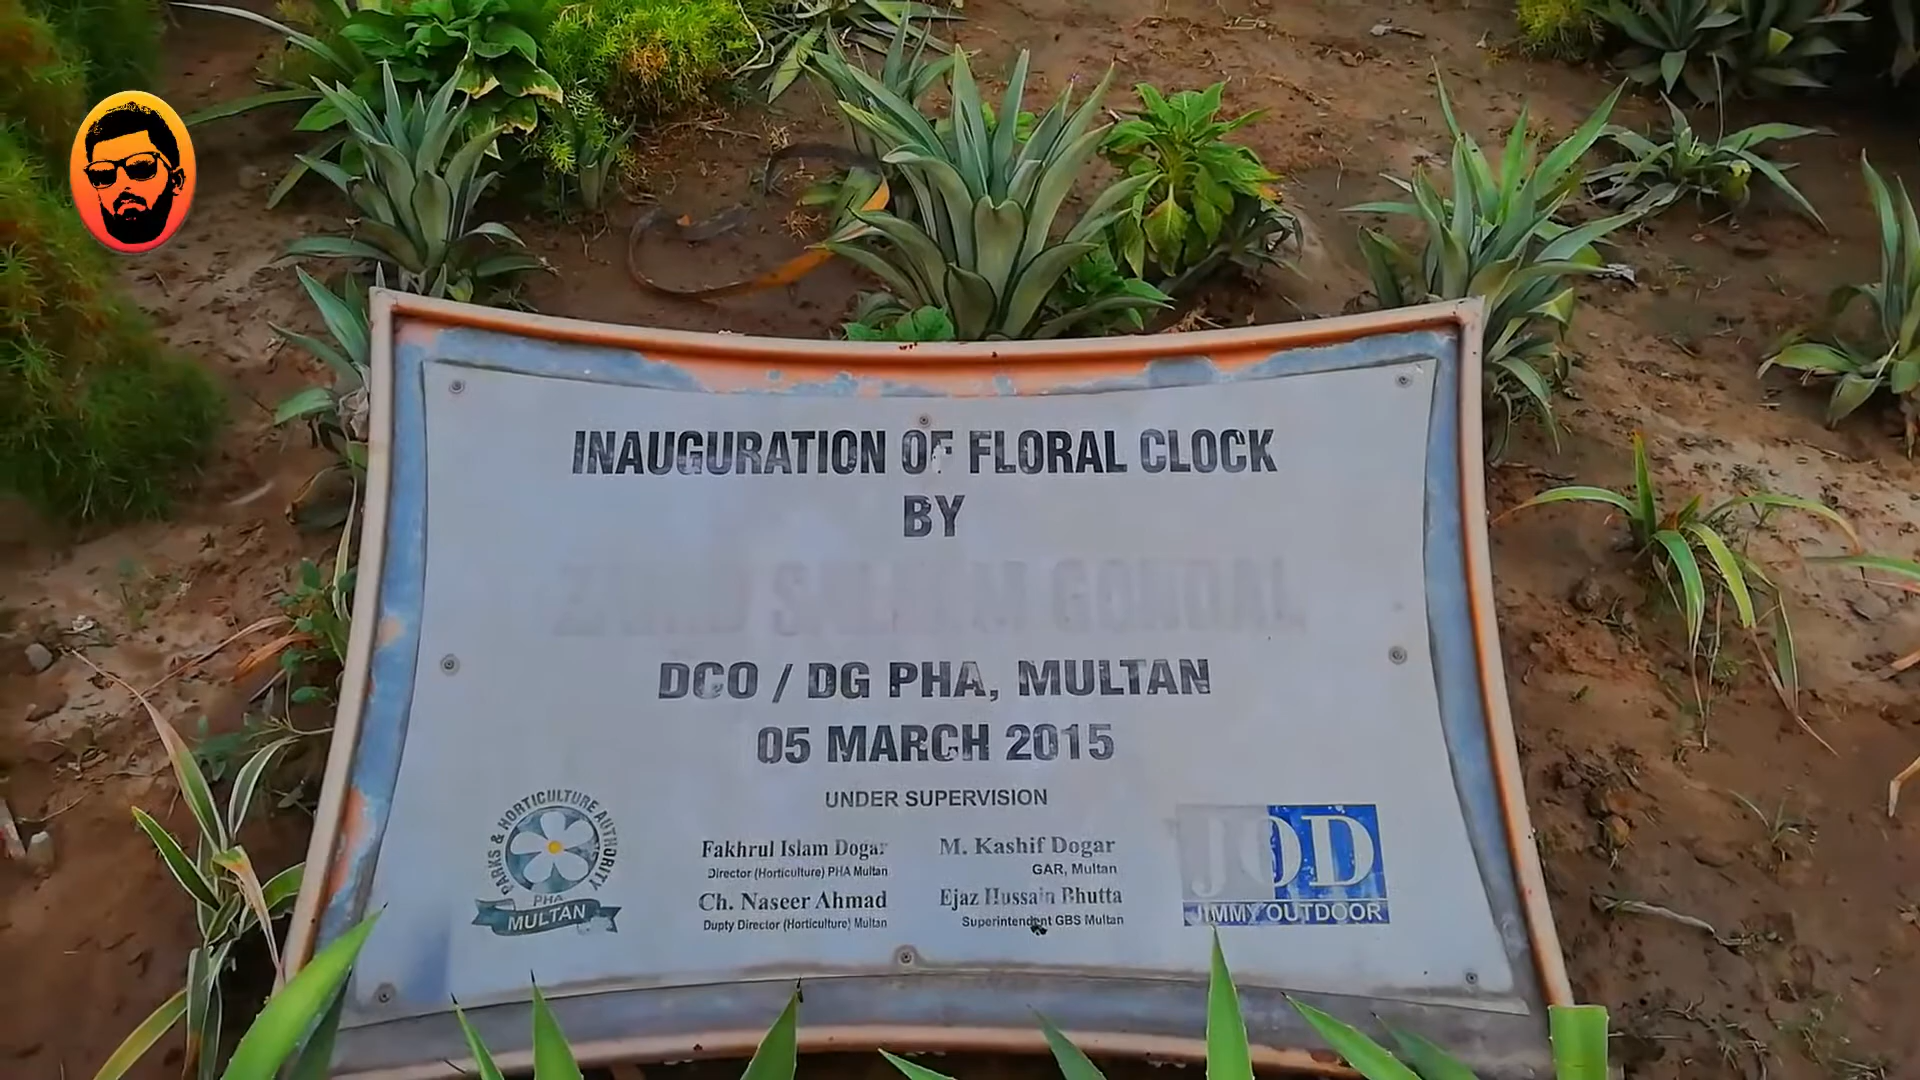 INAUGURATION OF FLORAL CLOCK
BY
GONDAL
DCO / DG PHA, MULTAN
05 MARCH 2015
UNDER SUPERVISION
Fakhrul Islam Dogar
Director (Horticulture) PHA Multan
Ch. Naseer Ahmad
Dupty Director (Horticulture) Multan
M. Kashif Dogar
GAR, Multan
Ejaz Hussain Bhutta
Superintendent GBS Multan
PARKS & HORTICULTURE AUTHORITY
PHA
MULTAN
JOD
JIMMY OUTDOOR